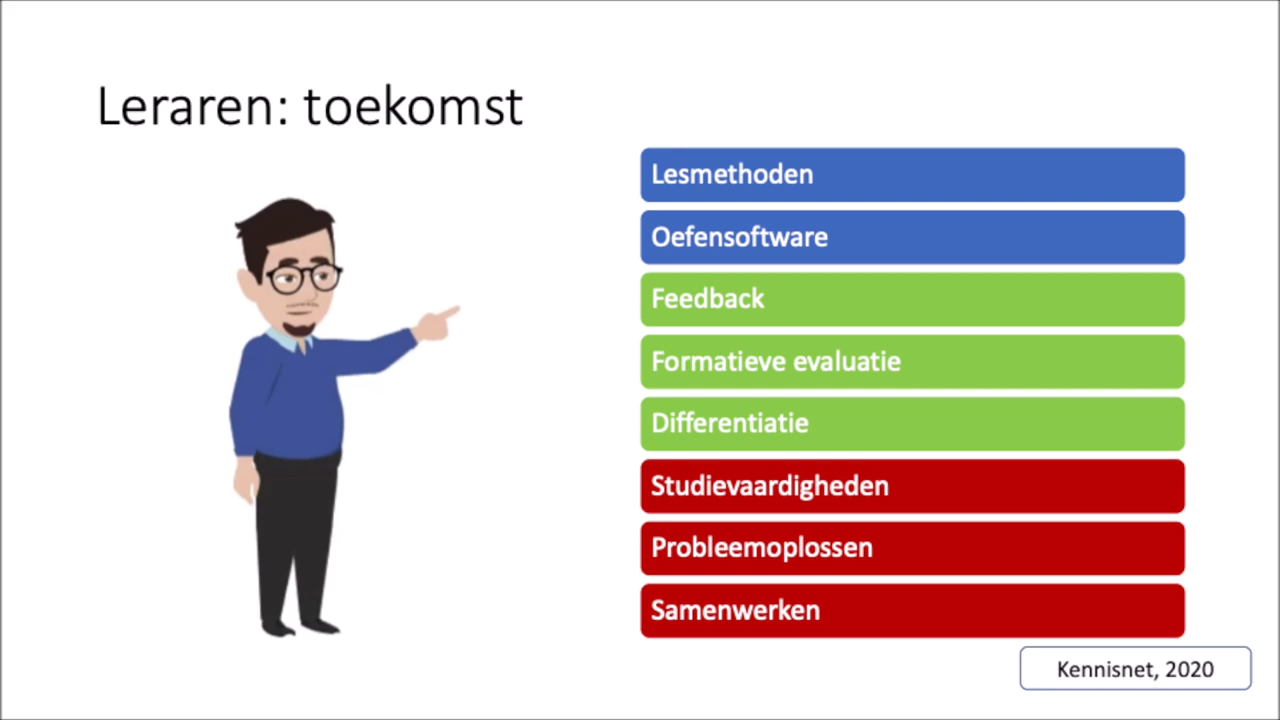 Leraren: toekomst
Lesmethoden
Oefensoftware
Feedback
Formatieve evaluatie
Differentiatie
Studievaardigheden
Probleemoplossen
Samenwerken
Kennisnet, 2020